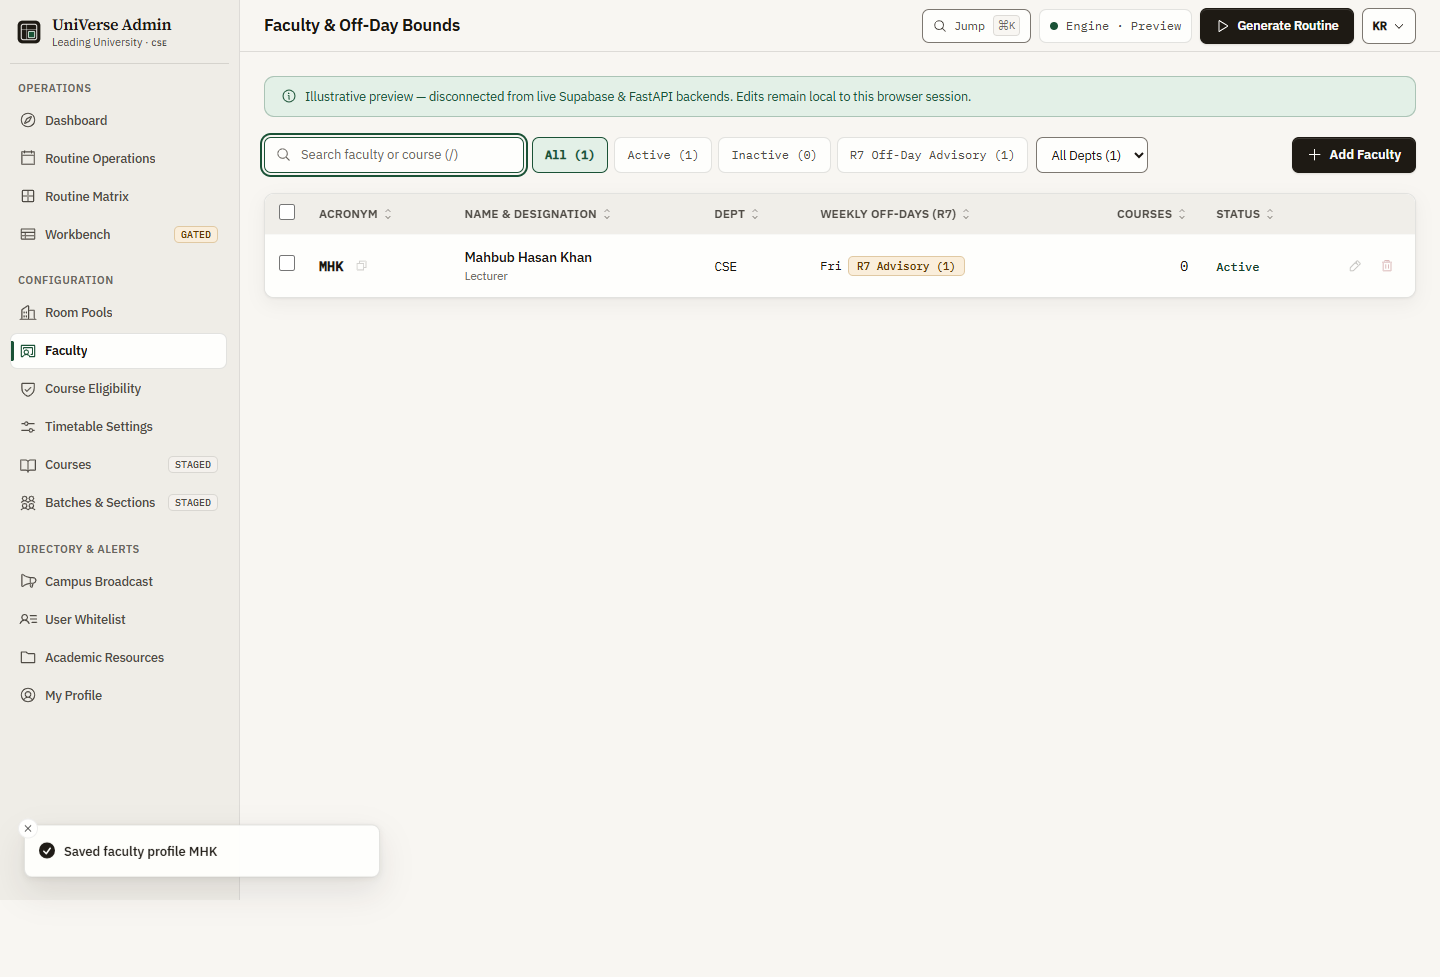 UniVerse Admin
Leading University · CSE
OPERATIONS
Dashboard
Routine Operations
Routine Matrix
Workbench GATED
CONFIGURATION
Room Pools
Faculty
Course Eligibility
Timetable Settings
Courses STAGED
Batches & Sections STAGED
DIRECTORY & ALERTS
Campus Broadcast
User Whitelist
Academic Resources
My Profile
Faculty & Off-Day Bounds
Jump ⌘K
Engine · Preview
Generate Routine
KR
Illustrative preview — disconnected from live Supabase & FastAPI backends. Edits remain local to this browser session.
Search faculty or course (/)
All (1)
Active (1)
Inactive (0)
R7 Off-Day Advisory (1)
All Depts (1)
Add Faculty
ACRONYM NAME & DESIGNATION DEPT WEEKLY OFF-DAYS (R7) COURSES STATUS
MHK Mahbub Hasan Khan CSE Fri R7 Advisory (1) 0 Active
Lecturer
Saved faculty profile MHK